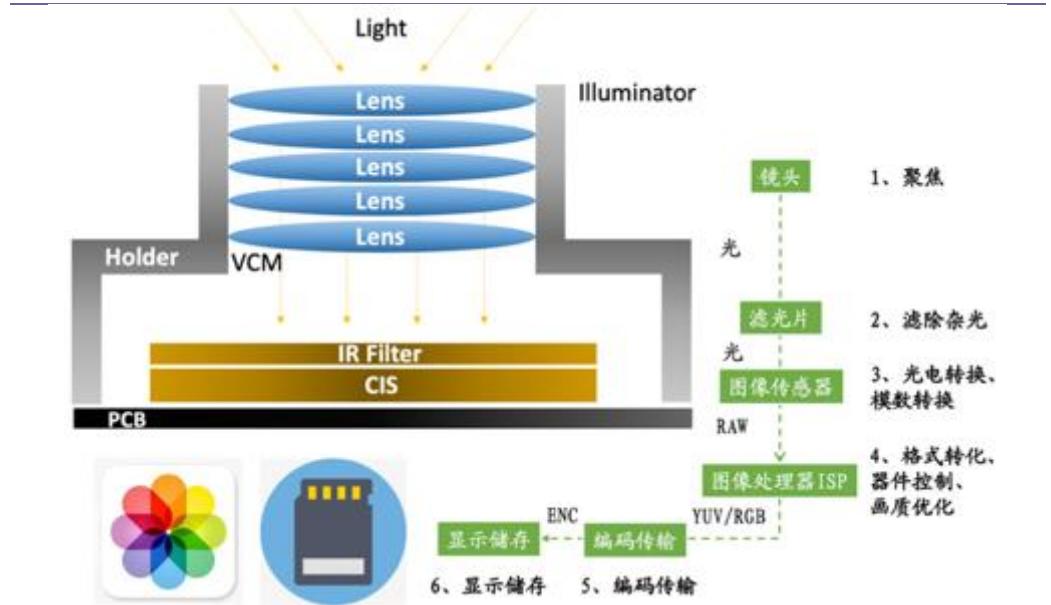 Light
Illuminator
Lens
Lens
Lens
Lens
Lens
Holder
VCM
IR Filter
CIS
PCB
镜头
1、聚焦
光
滤光片
2、滤除杂光
光
图像传感器
3、光电转换、
模数转换
RAW
图像处理器ISP
4、格式转化、
器件控制、
画质优化
YUV/RGB
编码传输
ENC
显示储存
6、显示储存
5、编码传输